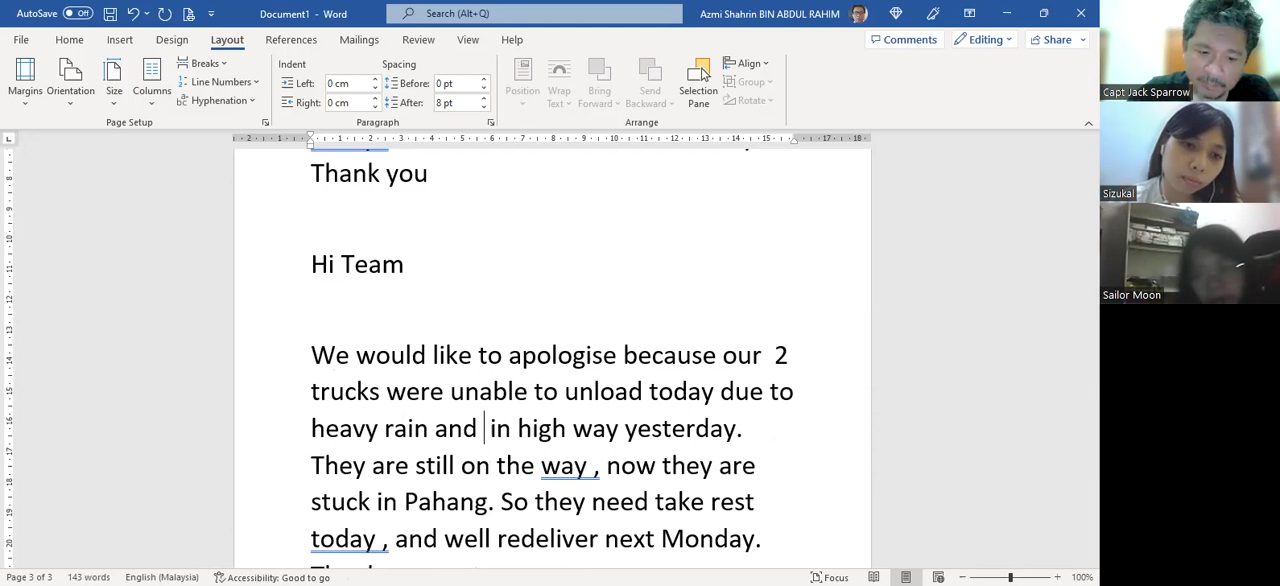 AutoSave Off Document1 - Word Search (Alt+Q) Azmi Shahrin BIN ABDUL RAHIM
File Home Insert Design Layout References Mailings Review View Help Comments Editing Share
Margins Orientation Size Columns Breaks Line Numbers Hyphenation
Page Setup
Indent Spacing
Left: 0 cm Before: 0 pt
Right: 0 cm After: 8 pt
Paragraph
Position Wrap Text Bring Forward Send Backward Selection Pane Align Group Rotate
Arrange
Thank you
Hi Team
We would like to apologise because our 2
trucks were unable to unload today due to
heavy rain and in high way yesterday.
They are still on the way , now they are
stuck in Pahang. So they need take rest
today , and well redeliver next Monday.
Page 3 of 3 143 words English (Malaysia) Accessibility: Good to go Focus 100%
Capt Jack Sparrow
Sizukal
Sailor Moon